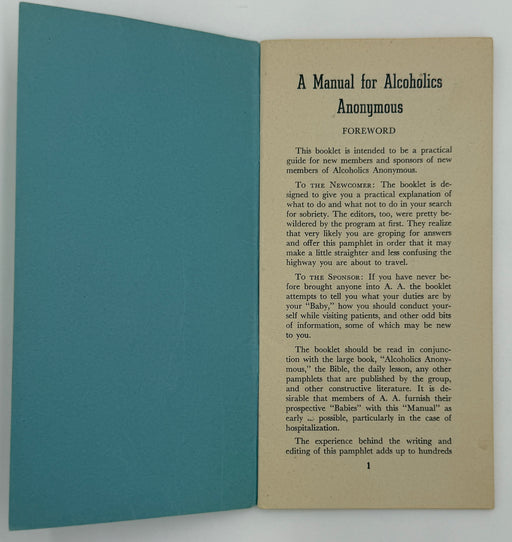 A Manual for Alcoholics
Anonymous
FOREWORD
This booklet is intended to be a practical
guide for new members and sponsors of new
members of Alcoholics Anonymous.
TO THE NEWCOMER: The booklet is de-
signed to give you a practical explanation of
what to do and what not to do in your search
for sobriety. The editors, too, were pretty be-
wildered by the program at first. They realize
that very likely you are groping for answers
and offer this pamphlet in order that it may
make a little straighter and less confusing the
highway you are about to travel.
TO THE SPONSOR: If you have never be-
fore brought anyone into A. A. the booklet
attempts to tell you what your duties are by
your "Baby," how you should conduct your-
self while visiting patients, and other odd bits
of information, some of which may be new
to you.
The booklet should be read in conjunc-
tion with the large book, "Alcoholics Anony-
mous," the Bible, the daily lesson, any other
pamphlets that are published by the group,
and other constructive literature. It is de-
sirable that members of A. A. furnish their
prospective "Babies" with this "Manual" as
early ... possible, particularly in the case of
hospitalization.
The experience behind the writing and
editing of this pamphlet adds up to hundreds
1